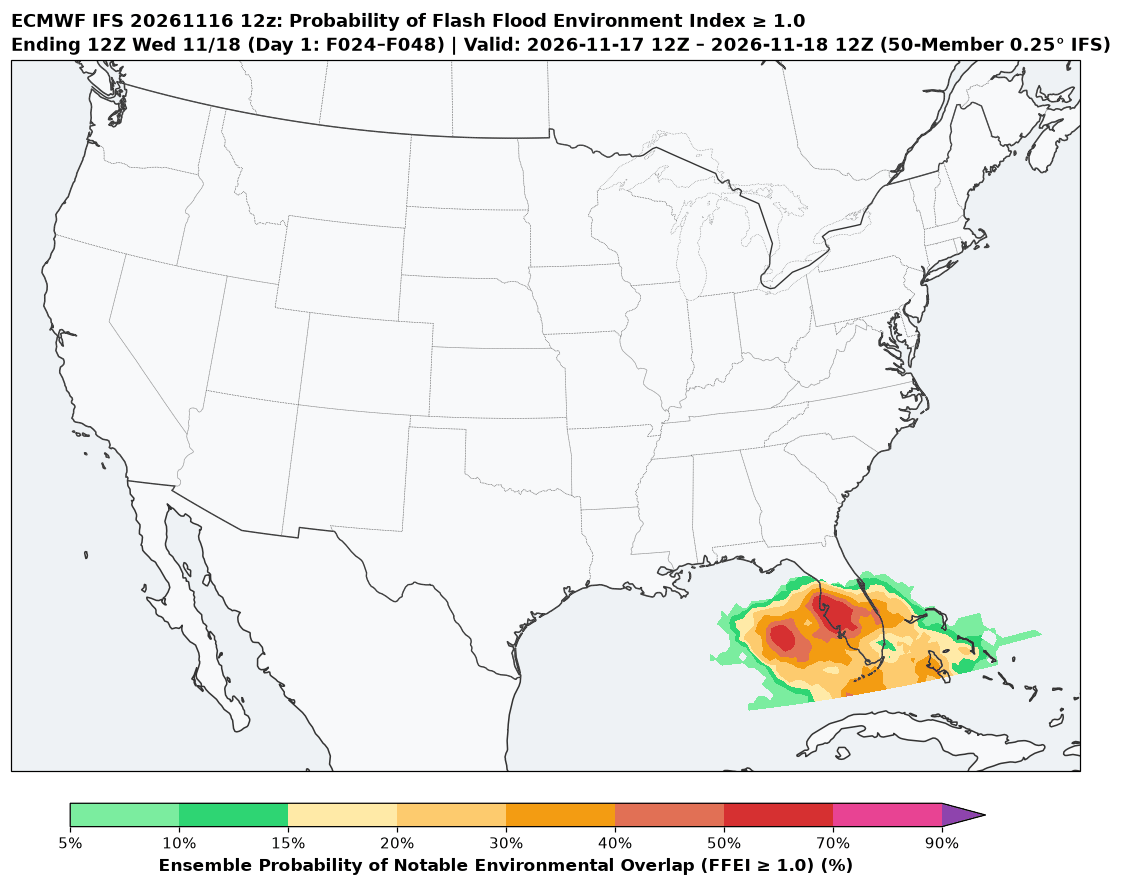 ECMWF IFS 20261116 12z: Probability of Flash Flood Environment Index ≥ 1.0
Ending 12Z Wed 11/18 (Day 1: F024–F048) | Valid: 2026-11-17 12Z – 2026-11-18 12Z (50-Member 0.25° IFS)
5% 10% 15% 20% 30% 40% 50% 70% 90%
Ensemble Probability of Notable Environmental Overlap (FFEI ≥ 1.0) (%)